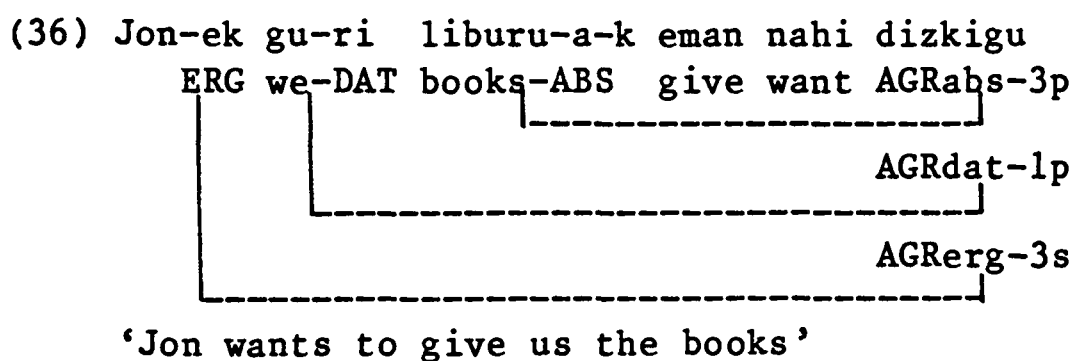 (36) Jon-ek gu-ri liburu-a-k eman nahi dizkigu
ERG we-DAT books-ABS give want AGRabs-3p
AGRdat-1p
AGRerg-3s
‘Jon wants to give us the books’